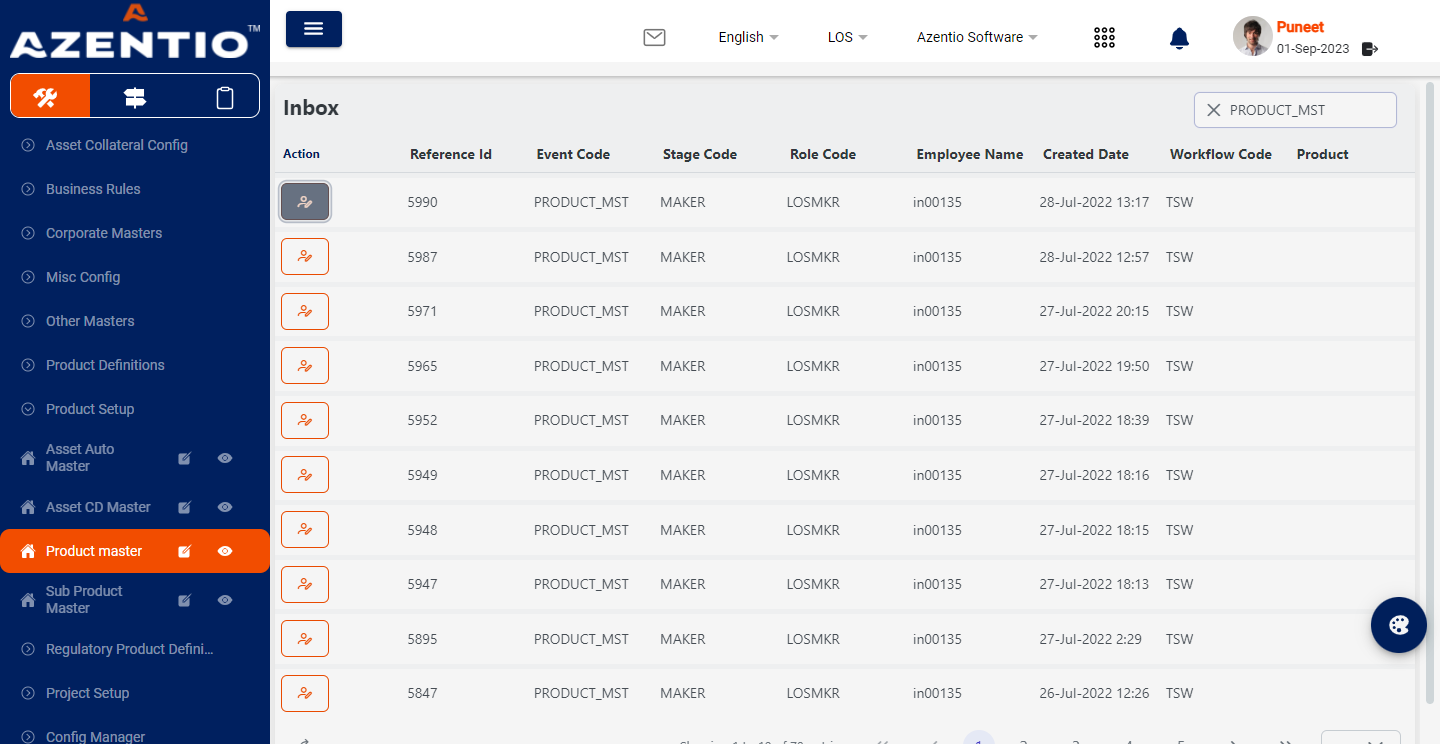 AZENTIO™
English
LOS
Azentio Software
Puneet
01-Sep-2023
Asset Collateral Config
Business Rules
Corporate Masters
Misc Config
Other Masters
Product Definitions
Product Setup
Asset Auto
Master
Asset CD Master
Product master
Sub Product
Master
Regulatory Product Defini...
Project Setup
Config Manager
Inbox
PRODUCT_MST
Action Reference Id Event Code Stage Code Role Code Employee Name Created Date Workflow Code Product
5990 PRODUCT_MST MAKER LOSMKR in00135 28-Jul-2022 13:17 TSW
5987 PRODUCT_MST MAKER LOSMKR in00135 28-Jul-2022 12:57 TSW
5971 PRODUCT_MST MAKER LOSMKR in00135 27-Jul-2022 20:15 TSW
5965 PRODUCT_MST MAKER LOSMKR in00135 27-Jul-2022 19:50 TSW
5952 PRODUCT_MST MAKER LOSMKR in00135 27-Jul-2022 18:39 TSW
5949 PRODUCT_MST MAKER LOSMKR in00135 27-Jul-2022 18:16 TSW
5948 PRODUCT_MST MAKER LOSMKR in00135 27-Jul-2022 18:15 TSW
5947 PRODUCT_MST MAKER LOSMKR in00135 27-Jul-2022 18:13 TSW
5895 PRODUCT_MST MAKER LOSMKR in00135 27-Jul-2022 2:29 TSW
5847 PRODUCT_MST MAKER LOSMKR in00135 26-Jul-2022 12:26 TSW